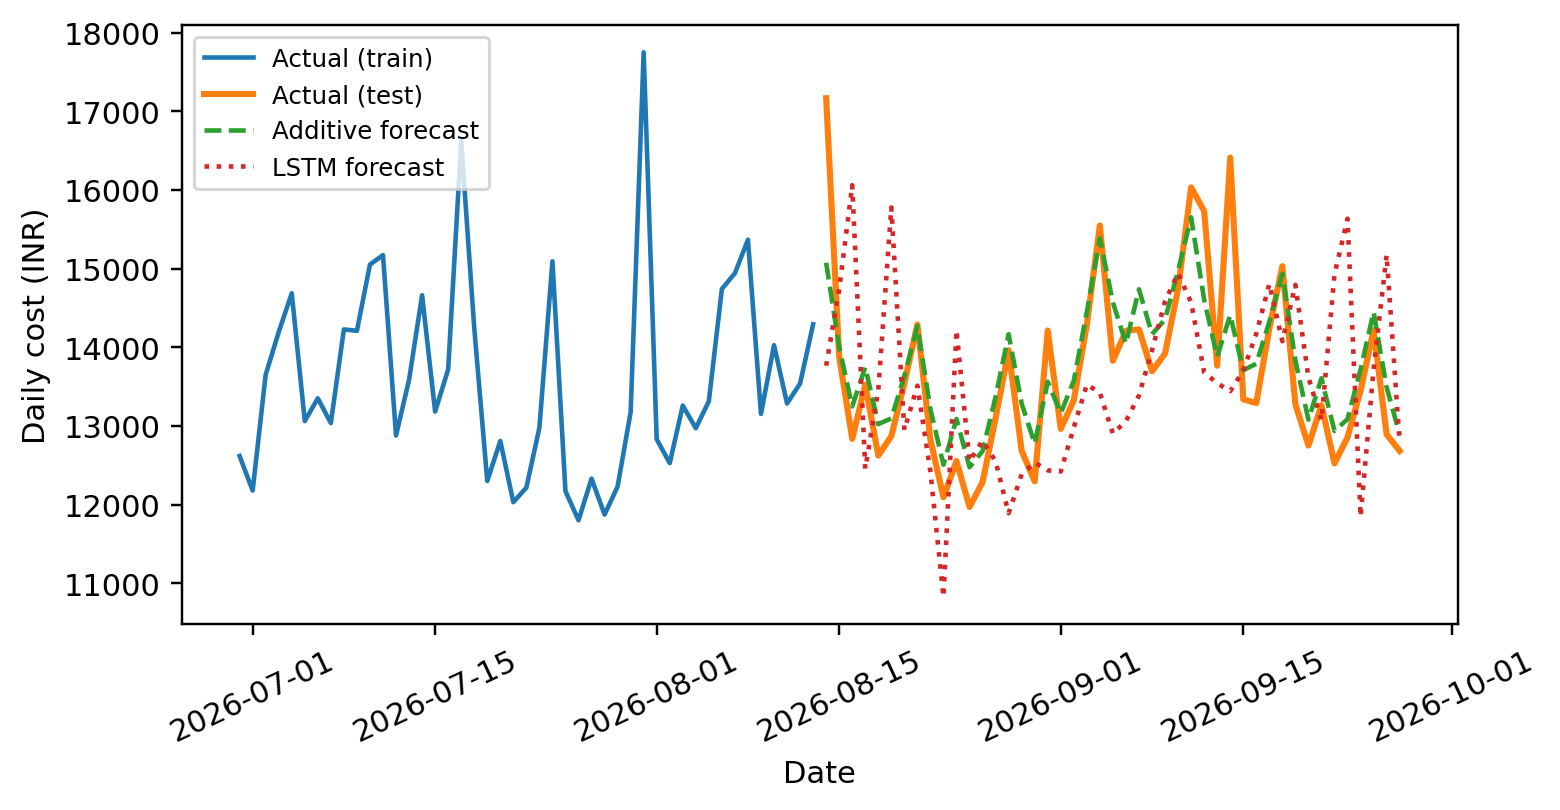 18000
17000
16000
15000
14000
13000
12000
11000
Daily cost (INR)
Actual (train)
Actual (test)
Additive forecast
LSTM forecast
2026-07-01
2026-07-15
2026-08-01
2026-08-15
2026-09-01
2026-09-15
2026-10-01
Date